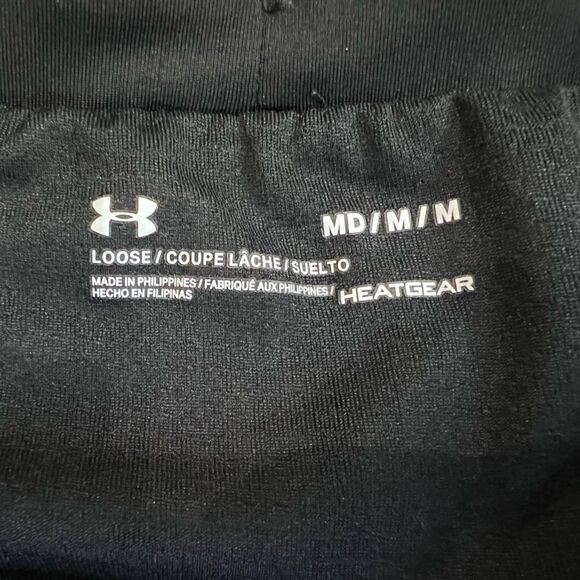 MD/M/M
LOOSE/COUPE LÂCHE/SUELTO
MADE IN PHILIPPINES/FABRIQUÉ AUX PHILIPPINES/
HECHO EN FILIPINAS
HEATGEAR